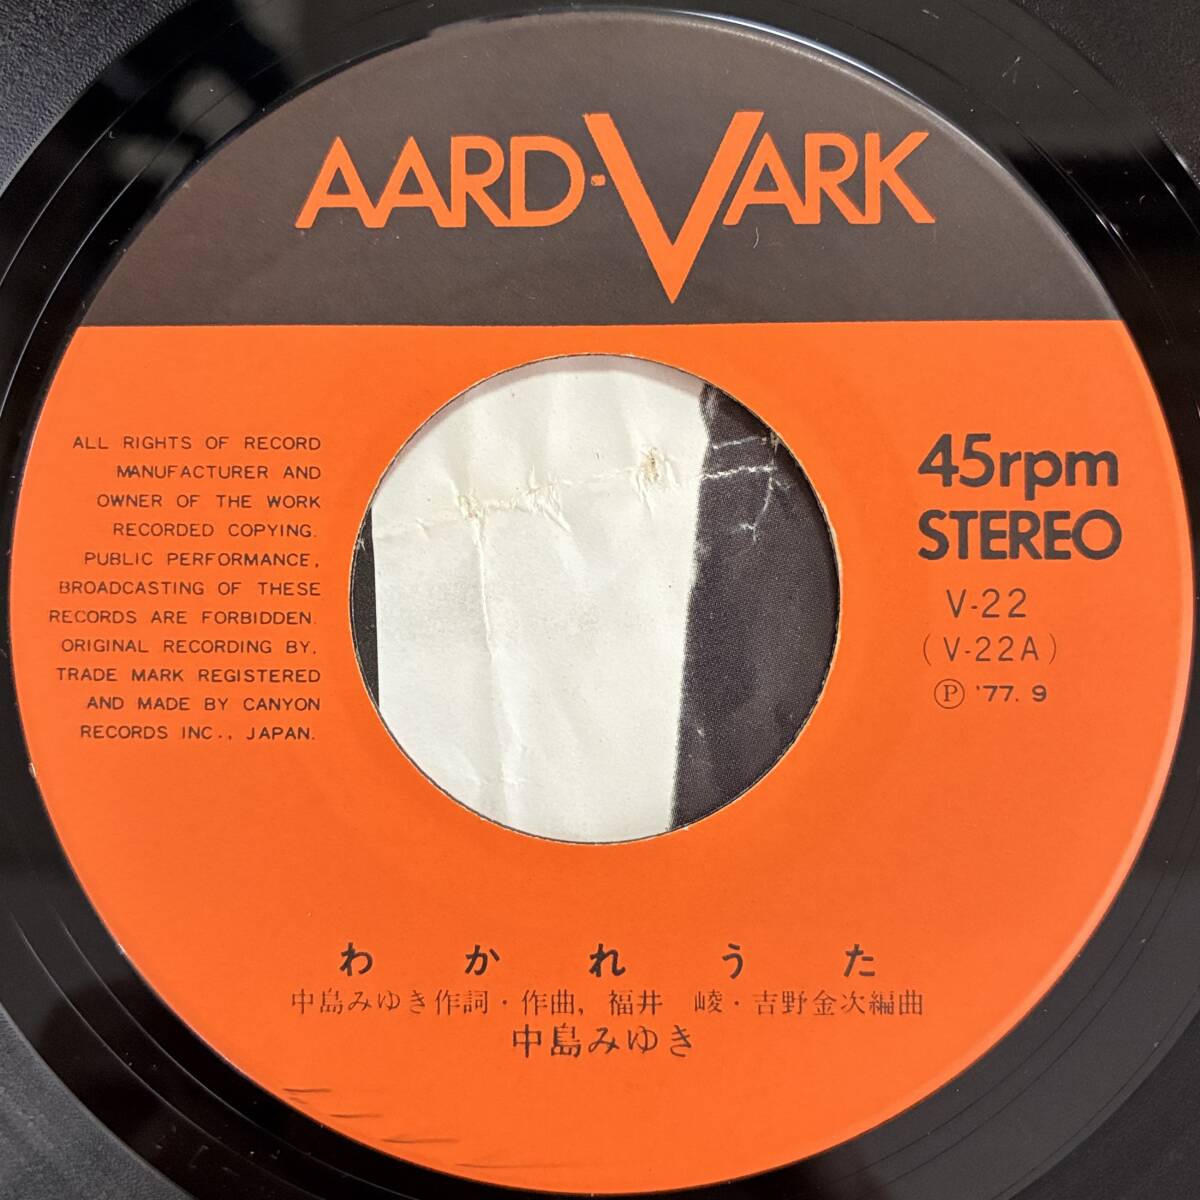 AARD-VARK
ALL RIGHTS OF RECORD
MANUFACTURER AND
OWNER OF THE WORK
RECORDED COPYING.
PUBLIC PERFORMANCE,
BROADCASTING OF THESE
RECORDS ARE FORBIDDEN.
ORIGINAL RECORDING BY.
TRADE MARK REGISTERED
AND MADE BY CANYON
RECORDS INC., JAPAN.
45rpm
STEREO
V-22
(V-22A)
Ⓟ '77. 9
わかれうた
中島みゆき作詞・作曲, 福井 崚・吉野金次編曲
中島みゆき